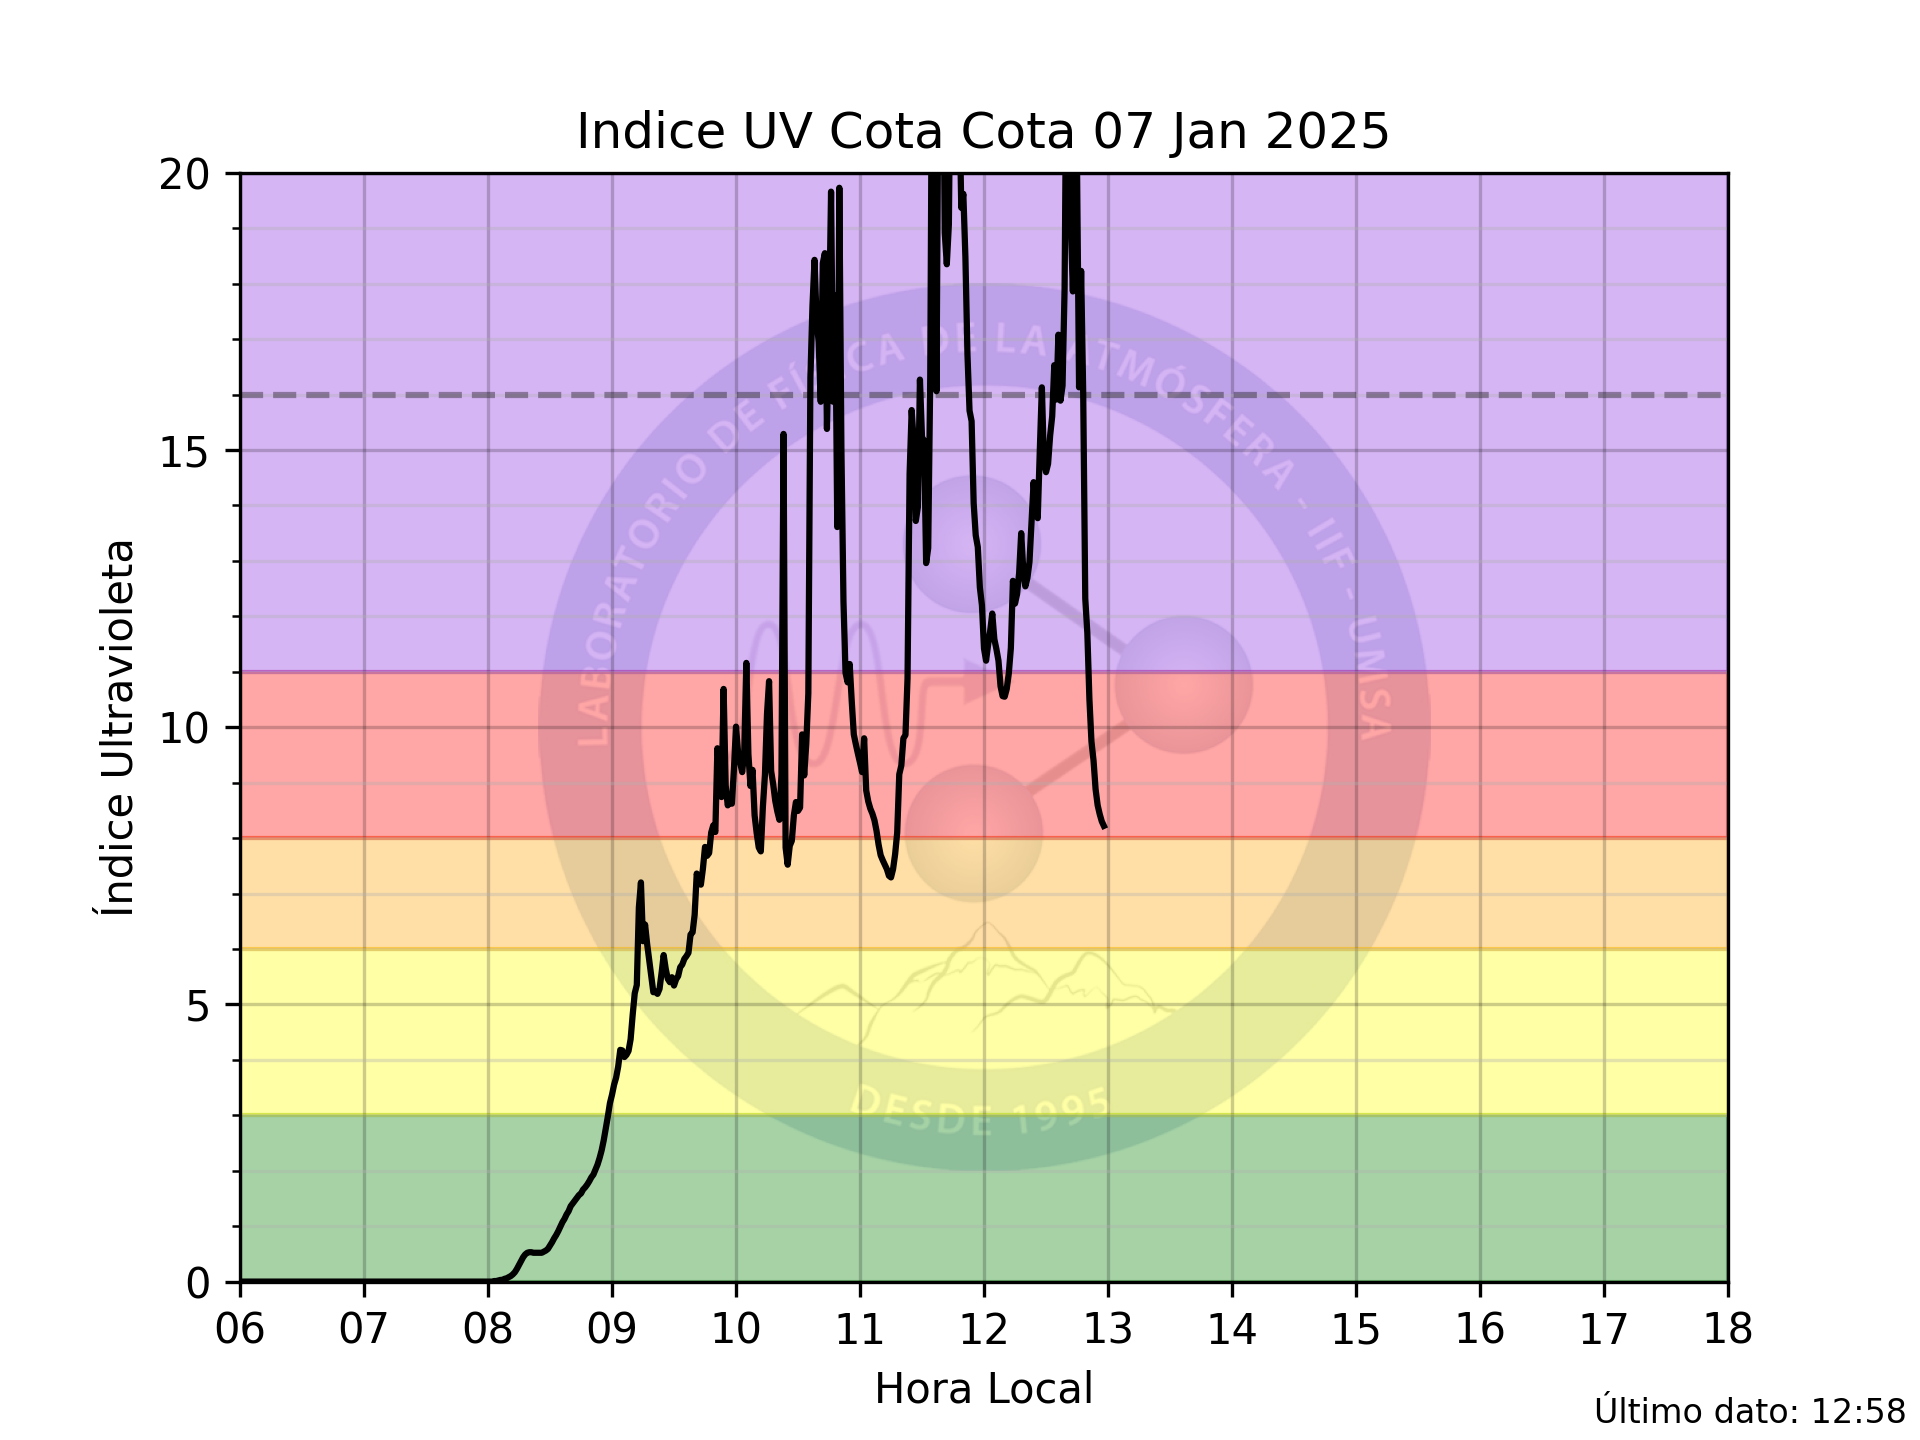 Indice UV Cota Cota 07 Jan 2025
20
15
10
5
0
Índice Ultravioleta
LABORATORIO DE FÍSICA DE LA ATMÓSFERA - IIF - UMSA
DESDE 1995
06 07 08 09 10 11 12 13 14 15 16 17 18
Hora Local
Último dato: 12:58